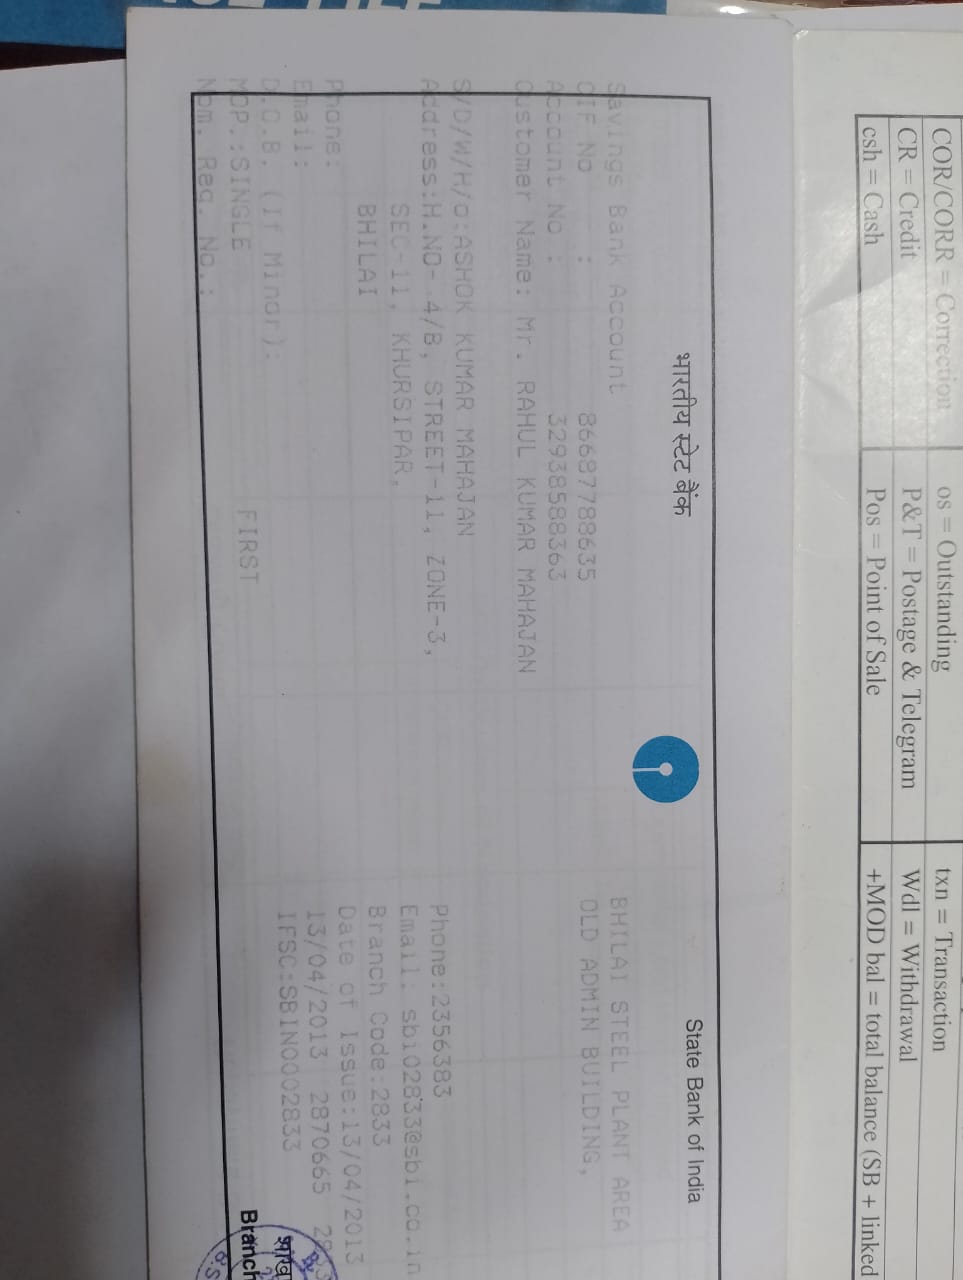 COR/CORR = Correction os = Outstanding txn = Transaction
CR = Credit P&T = Postage & Telegram Wdl = Withdrawal
csh = Cash Pos = Point of Sale +MOD bal = total balance (SB + linked
भारतीय स्टेट बैंक State Bank of India
Savings Bank Account BHILAI STEEL PLANT AREA
CIF No : 86687788635 OLD ADMIN BUILDING,
Account No : 32938588363
Customer Name: Mr. RAHUL KUMAR MAHAJAN
S/D/W/H/o:ASHOK KUMAR MAHAJAN Phone:2356383
Address:H.NO- 4/B, STREET-11, ZONE-3, Email: sbi02833@sbi.co.in
SEC-11, KHURSIPAR, Branch Code:2833
BHILAI Date of Issue:13/04/2013
Phone: 13/04/2013 2870665
Email: IFSC:SBIN0002833
D.O.B. (If Minor):
MOP.:SINGLE FIRST
Nom. Reg. No.:
Branch